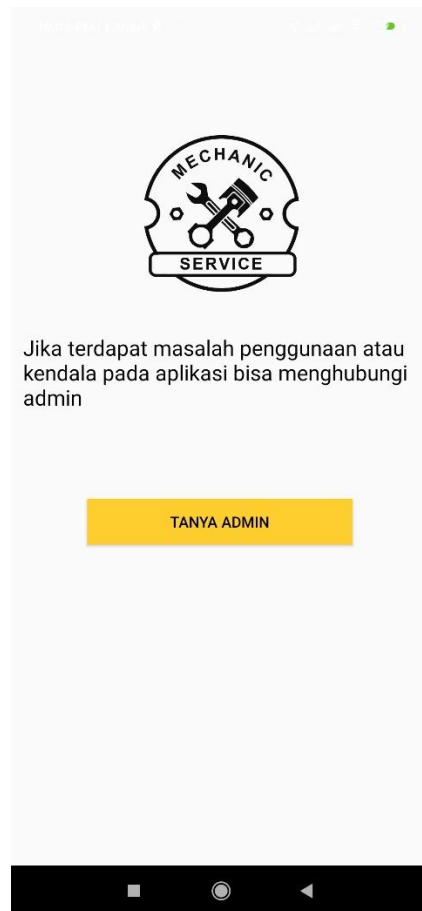 MECHANIC
SERVICE
Jika terdapat masalah penggunaan atau
kendala pada aplikasi bisa menghubungi
admin
TANYA ADMIN